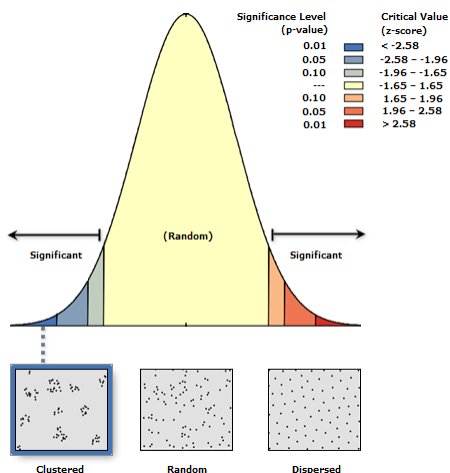 Significance Level Critical Value
(p-value) (z-score)
0.01 < -2.58
0.05 -2.58 – -1.96
0.10 -1.96 – -1.65
--- -1.65 – 1.65
0.10 1.65 – 1.96
0.05 1.96 – 2.58
0.01 > 2.58
(Random)
Significant Significant
Clustered Random Dispersed